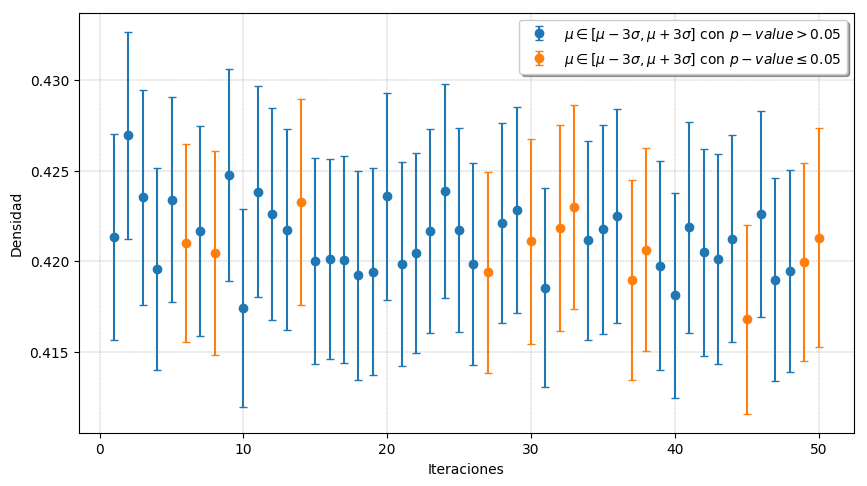 μ ∈ [μ − 3σ, μ + 3σ] con p − value > 0.05
μ ∈ [μ − 3σ, μ + 3σ] con p − value ≤ 0.05
0.430
0.425
0.420
0.415
Densidad
0 10 20 30 40 50
Iteraciones